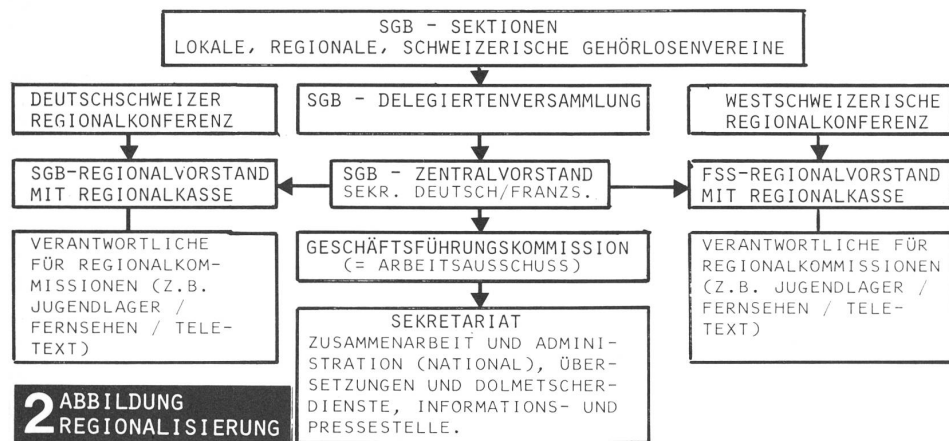 SGB - SEKTIONEN
LOKALE, REGIONALE, SCHWEIZERISCHE GEHÖRLOSENVEREINE
DEUTSCHSCHWEIZER
REGIONALKONFERENZ
SGB - DELEGIERTENVERSAMMLUNG
WESTSCHWEIZERISCHE
REGIONALKONFERENZ
SGB-REGIONALVORSTAND
MIT REGIONALKASSE
SGB - ZENTRALVORSTAND
SEKR. DEUTSCH/FRANZS.
FSS-REGIONALVORSTAND
MIT REGIONALKASSE
VERANTWORTLICHE
FÜR REGIONALKOM-
MISSIONEN (Z.B.
JUGENDLAGER /
FERNSEHEN / TELE-
TEXT)
GESCHÄFTSFÜHRUNGSKOMMISSION
(= ARBEITSAUSSCHUSS)
VERANTWORTLICHE FÜR
REGIONALKOMMISSIONEN
(Z.B. JUGENDLAGER /
FERNSEHEN / TELE-
TEXT)
SEKRETARIAT
ZUSAMMENARBEIT UND ADMINI-
STRATION (NATIONAL), ÜBER-
SETZUNGEN UND DOLMETSCHER-
DIENSTE, INFORMATIONS- UND
PRESSESTELLE.
2 ABBILDUNG
REGIONALISIERUNG